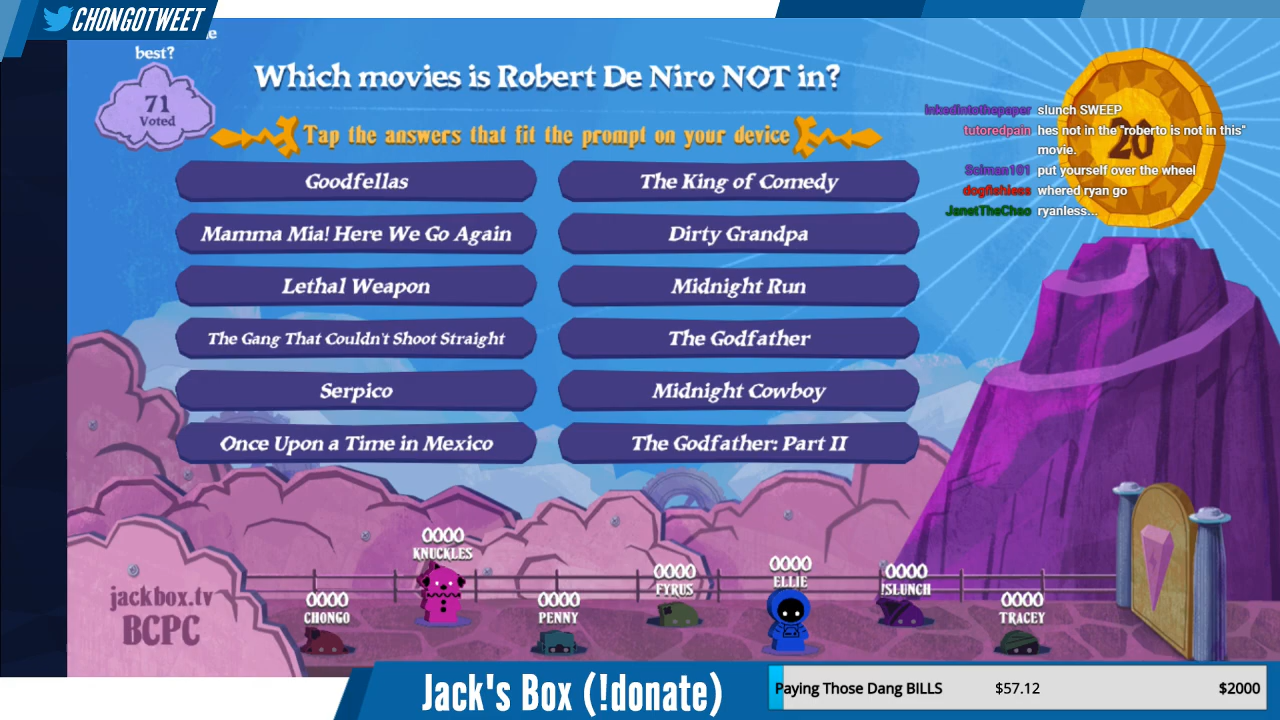 CHONGOTWEET
best?
71
Voted
Which movies is Robert De Niro NOT in?
Tap the answers that fit the prompt on your device
Goodfellas
The King of Comedy
Mamma Mia! Here We Go Again
Dirty Grandpa
Lethal Weapon
Midnight Run
The Gang That Couldn't Shoot Straight
The Godfather
Serpico
Midnight Cowboy
Once Upon a Time in Mexico
The Godfather: Part II
20
inkedintothepaper slunch SWEEP
tutoredpain hes not in the "roberto is not in this"
movie.
Sciman101 put yourself over the wheel
dogfishless whered ryan go
JanetTheChao ryanless...
0000
KNUCKLES
0000
CHONGO
0000
PENNY
0000
FYRUS
0000
ELLIE
0000
!SLUNCH
0000
TRACEY
jackbox.tv
BCPC
Jack's Box (!donate)
Paying Those Dang BILLS $57.12 $2000